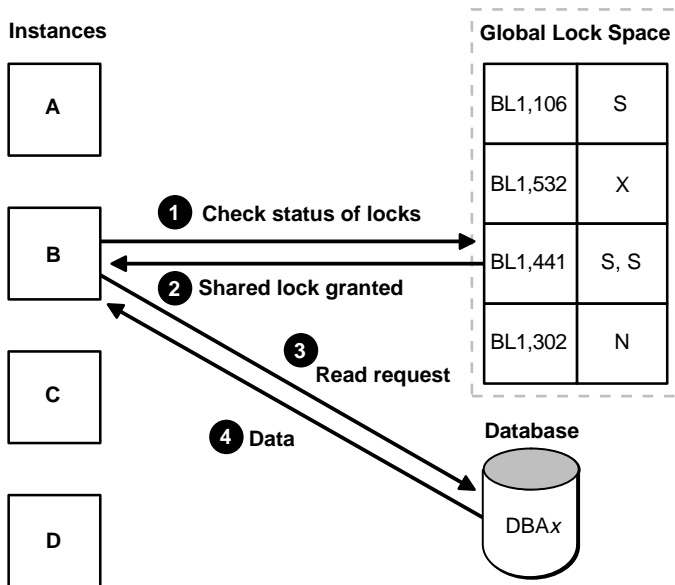 Instances
Global Lock Space
A
BL1,106 S
BL1,532 X
1 Check status of locks
B
BL1,441 S, S
2 Shared lock granted
BL1,302 N
3
Read request
C
4 Data
Database
DBAx
D